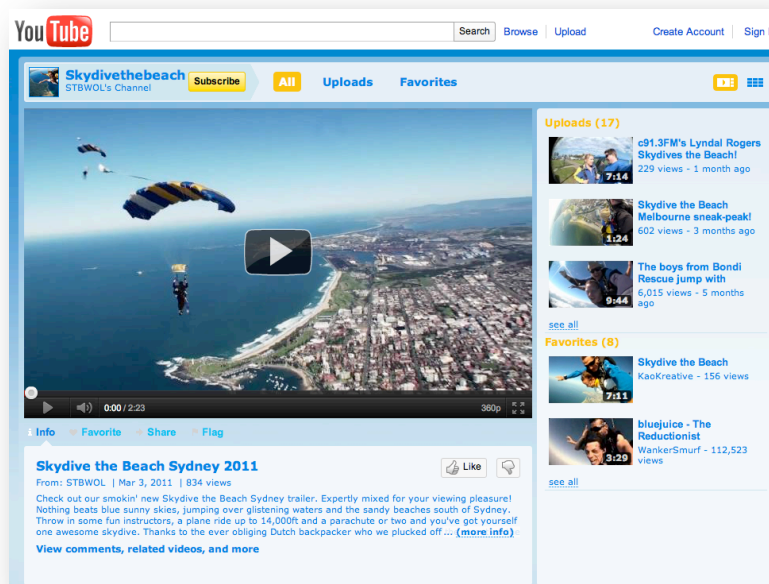 YouTube
Search
Browse
Upload
Create Account
Sign
Skydivethebeach
STBWOL's Channel
Subscribe
All
Uploads
Favorites
0:00 / 2:23
360p
Info
Favorite
Share
Flag
Skydive the Beach Sydney 2011
Like
From: STBWOL | Mar 3, 2011 | 834 views
Check out our smokin' new Skydive the Beach Sydney trailer. Expertly mixed for your viewing pleasure!
Nothing beats blue sunny skies, jumping over glistening waters and the sandy beaches south of Sydney.
Throw in some fun instructors, a plane ride up to 14,000ft and a parachute or two and you've got yourself
one awesome skydive. Thanks to the ever obliging Dutch backpacker who we plucked off ... (more info)
View comments, related videos, and more
Uploads (17)
7:14
c91.3FM's Lyndal Rogers
Skydives the Beach!
229 views - 1 month ago
1:24
Skydive the Beach
Melbourne sneak-peak!
602 views - 3 months ago
9:44
The boys from Bondi
Rescue jump with
6,015 views - 5 months
ago
see all
Favorites (8)
7:11
Skydive the Beach
KaoKreative - 156 views
3:29
bluejuice - The
Reductionist
WankerSmurf - 112,523
views
see all